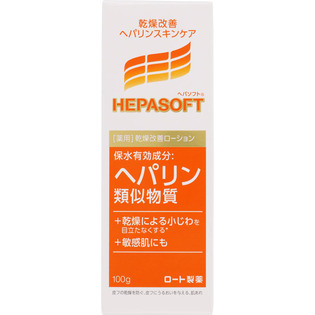 乾燥改善
ヘパリンスキンケア
ヘパソフト®
HEPASOFT
[薬用]乾燥改善ローション
保水有効成分:
ヘパリン
類似物質
+乾燥による小じわを
目立たなくする*
+敏感肌にも
100g
ロート製薬